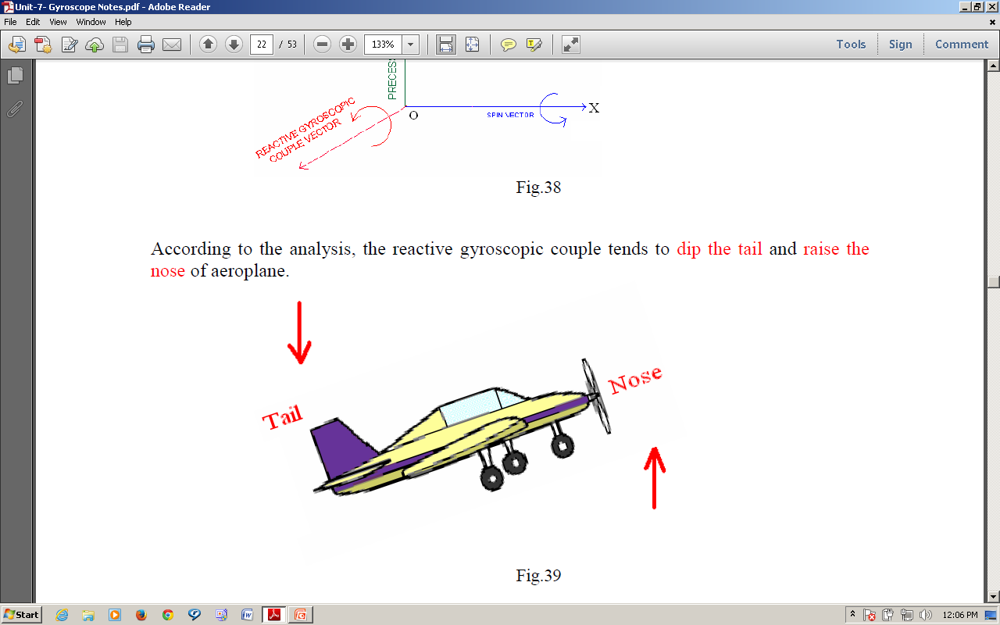 Unit-7- Gyroscope Notes.pdf - Adobe Reader
File Edit View Window Help
22 / 53 133% Tools Sign Comment
PRECES
REACTIVE GYROSCOPIC
COUPLE VECTOR
O
SPIN VECTOR
X
Fig.38
According to the analysis, the reactive gyroscopic couple tends to dip the tail and raise the
nose of aeroplane.
Tail
Nose
Fig.39
Start
12:06 PM